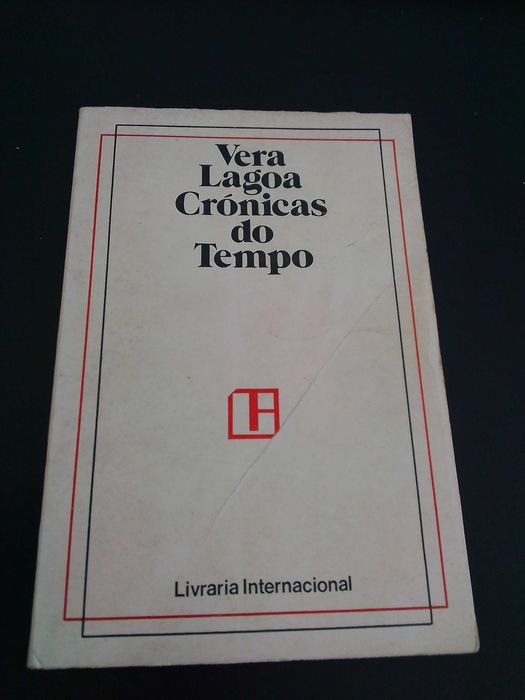 Vera
Lagoa
Crónicas
do
Tempo
Livraria Internacional